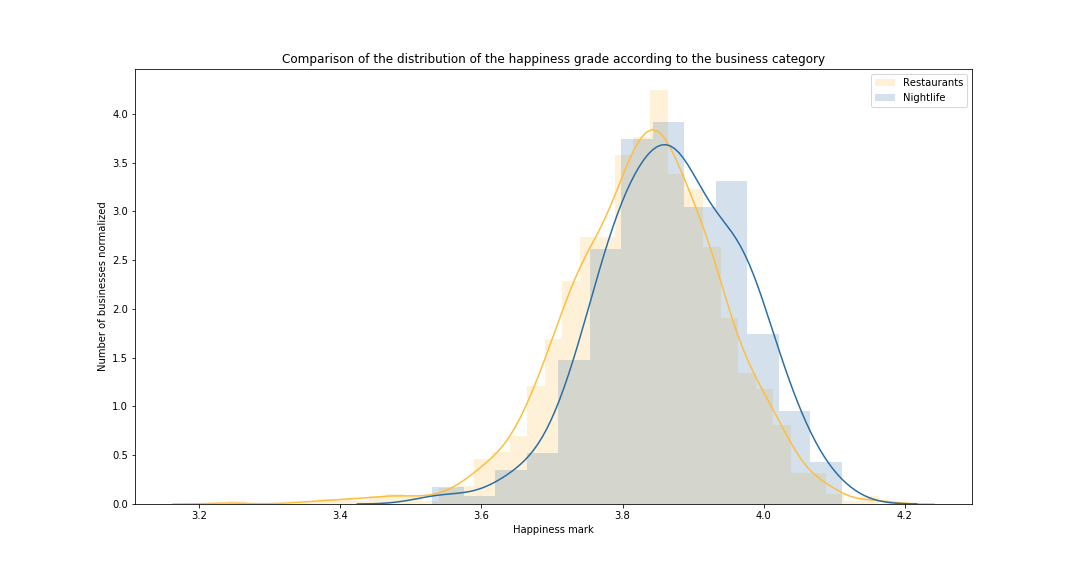 Comparison of the distribution of the happiness grade according to the business category
Restaurants
Nightlife
Number of businesses normalized
4.0
3.5
3.0
2.5
2.0
1.5
1.0
0.5
0.0
3.2 3.4 3.6 3.8 4.0 4.2
Happiness mark